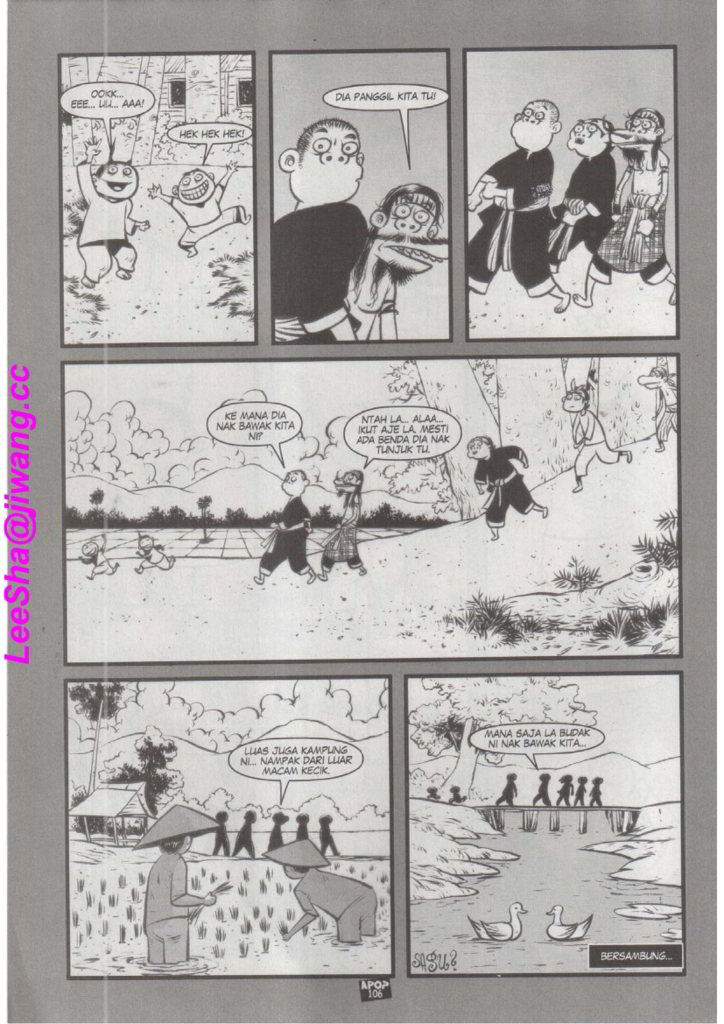 OOKK...
EEE... UU... AAA!
HEK HEK HEK!
DIA PANGGIL KITA TU!
KE MANA DIA
NAK BAWAK KITA
NI?
NTAH LA... ALAA...
IKUT AJE LA. MESTI
ADA BENDA DIA NAK
TUNJUK TU.
LUAS JUGA KAMPUNG
NI... NAMPAK DARI LUAR
MACAM KECIK.
MANA SAJA LA BUDAK
NI NAK BAWAK KITA...
BERSAMBUNG...
APOP
106
LeeSha@jiwang.cc